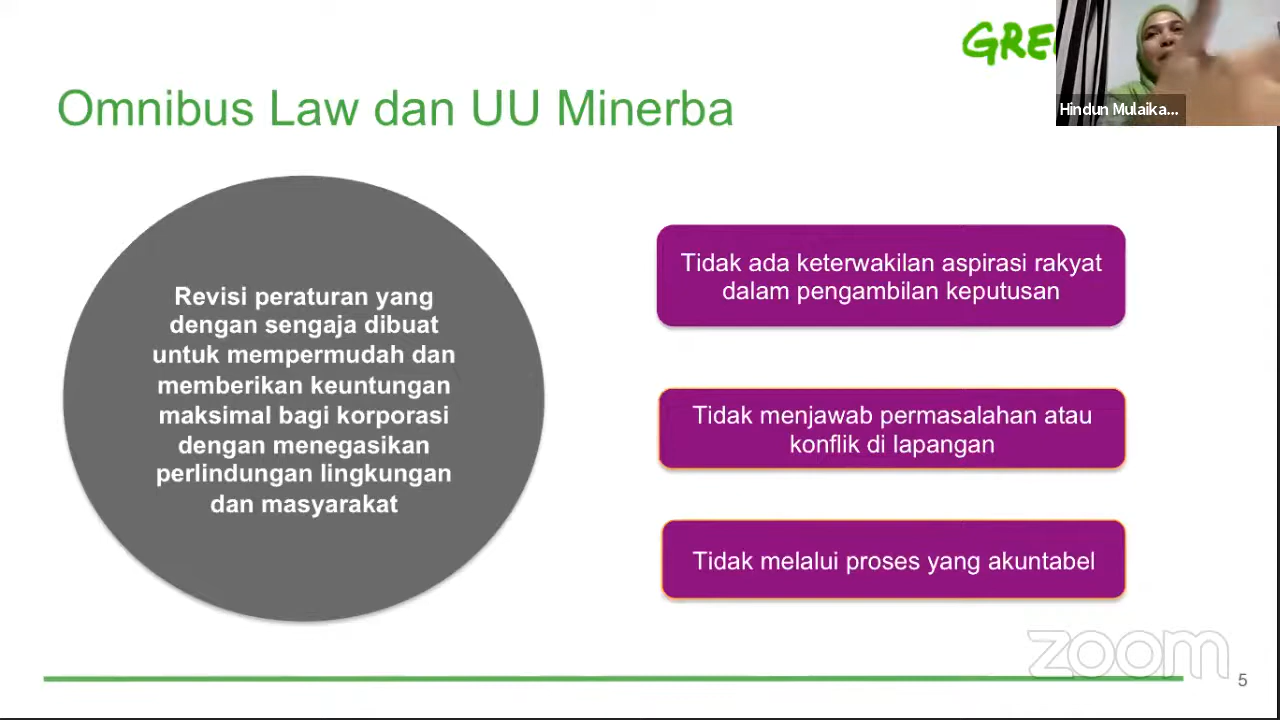 GRE
Hindun Mulaika...
Omnibus Law dan UU Minerba
Revisi peraturan yang
dengan sengaja dibuat
untuk mempermudah dan
memberikan keuntungan
maksimal bagi korporasi
dengan menegasikan
perlindungan lingkungan
dan masyarakat
Tidak ada keterwakilan aspirasi rakyat
dalam pengambilan keputusan
Tidak menjawab permasalahan atau
konflik di lapangan
Tidak melalui proses yang akuntabel
zoom
5